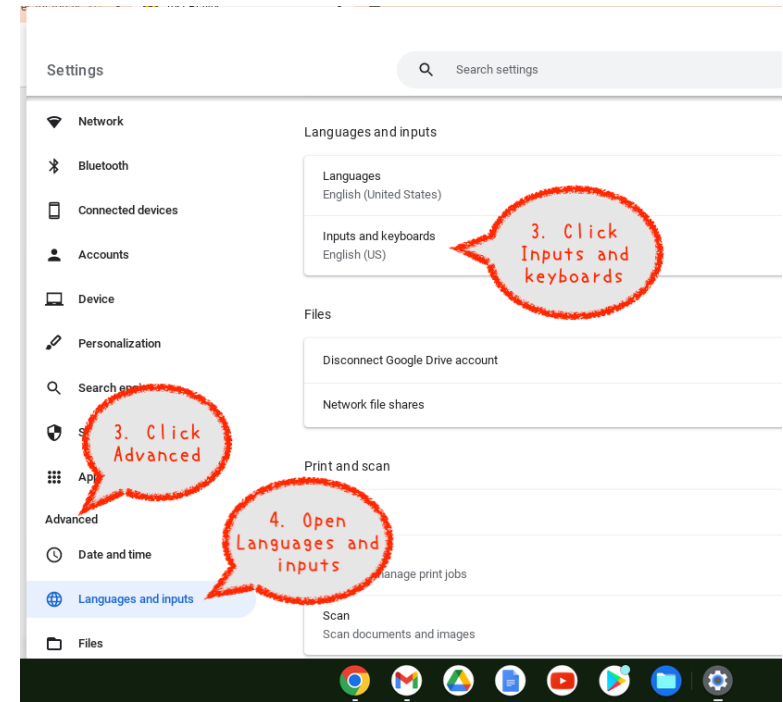 Settings
Search settings
Network
Bluetooth
Connected devices
Accounts
Device
Personalization
Search
3. Click
Advanced
Advanced
Date and time
Languages and inputs
Files
Languages and inputs
Languages
English (United States)
Inputs and keyboards
English (US)
3. Click
Inputs and
keyboards
Files
Disconnect Google Drive account
Network file shares
Print and scan
4. Open
Languages and
inputs
manage print jobs
Scan
Scan documents and images